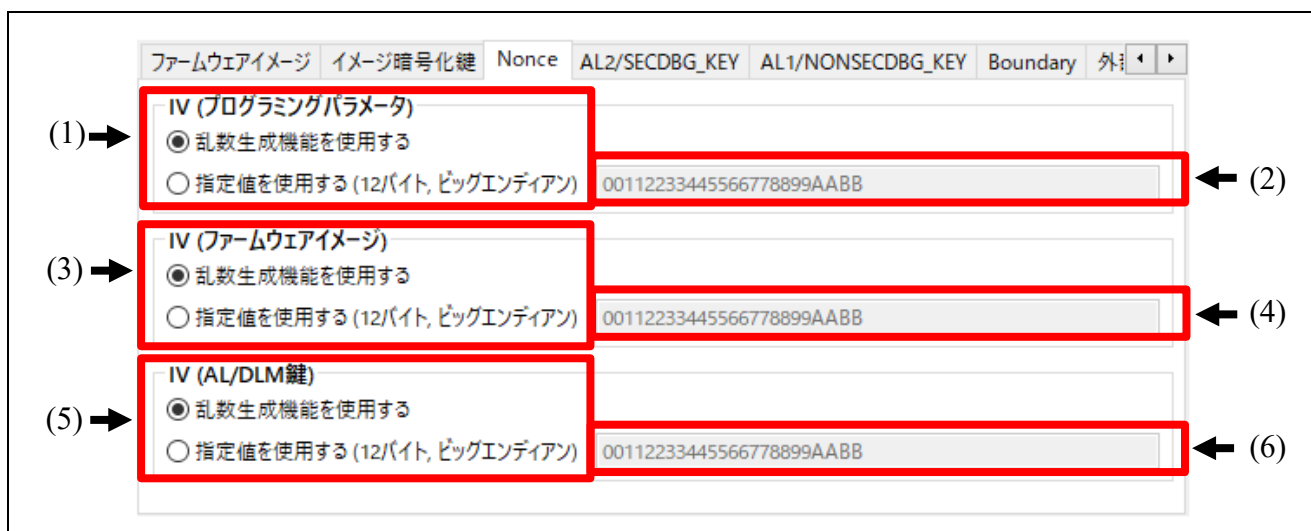 ファームウェアイメージ イメージ暗号化鍵 Nonce AL2/SECDBG_KEY AL1/NONSECDBG_KEY Boundary
IV (プログラミングパラメータ)
(1)
乱数生成機能を使用する
指定値を使用する (12バイト, ビッグエンディアン) 00112233445566778899AABB (2)
IV (ファームウェアイメージ)
(3)
乱数生成機能を使用する
指定値を使用する (12バイト, ビッグエンディアン) 00112233445566778899AABB (4)
IV (AL/DLM鍵)
(5)
乱数生成機能を使用する
指定値を使用する (12バイト, ビッグエンディアン) 00112233445566778899AABB (6)